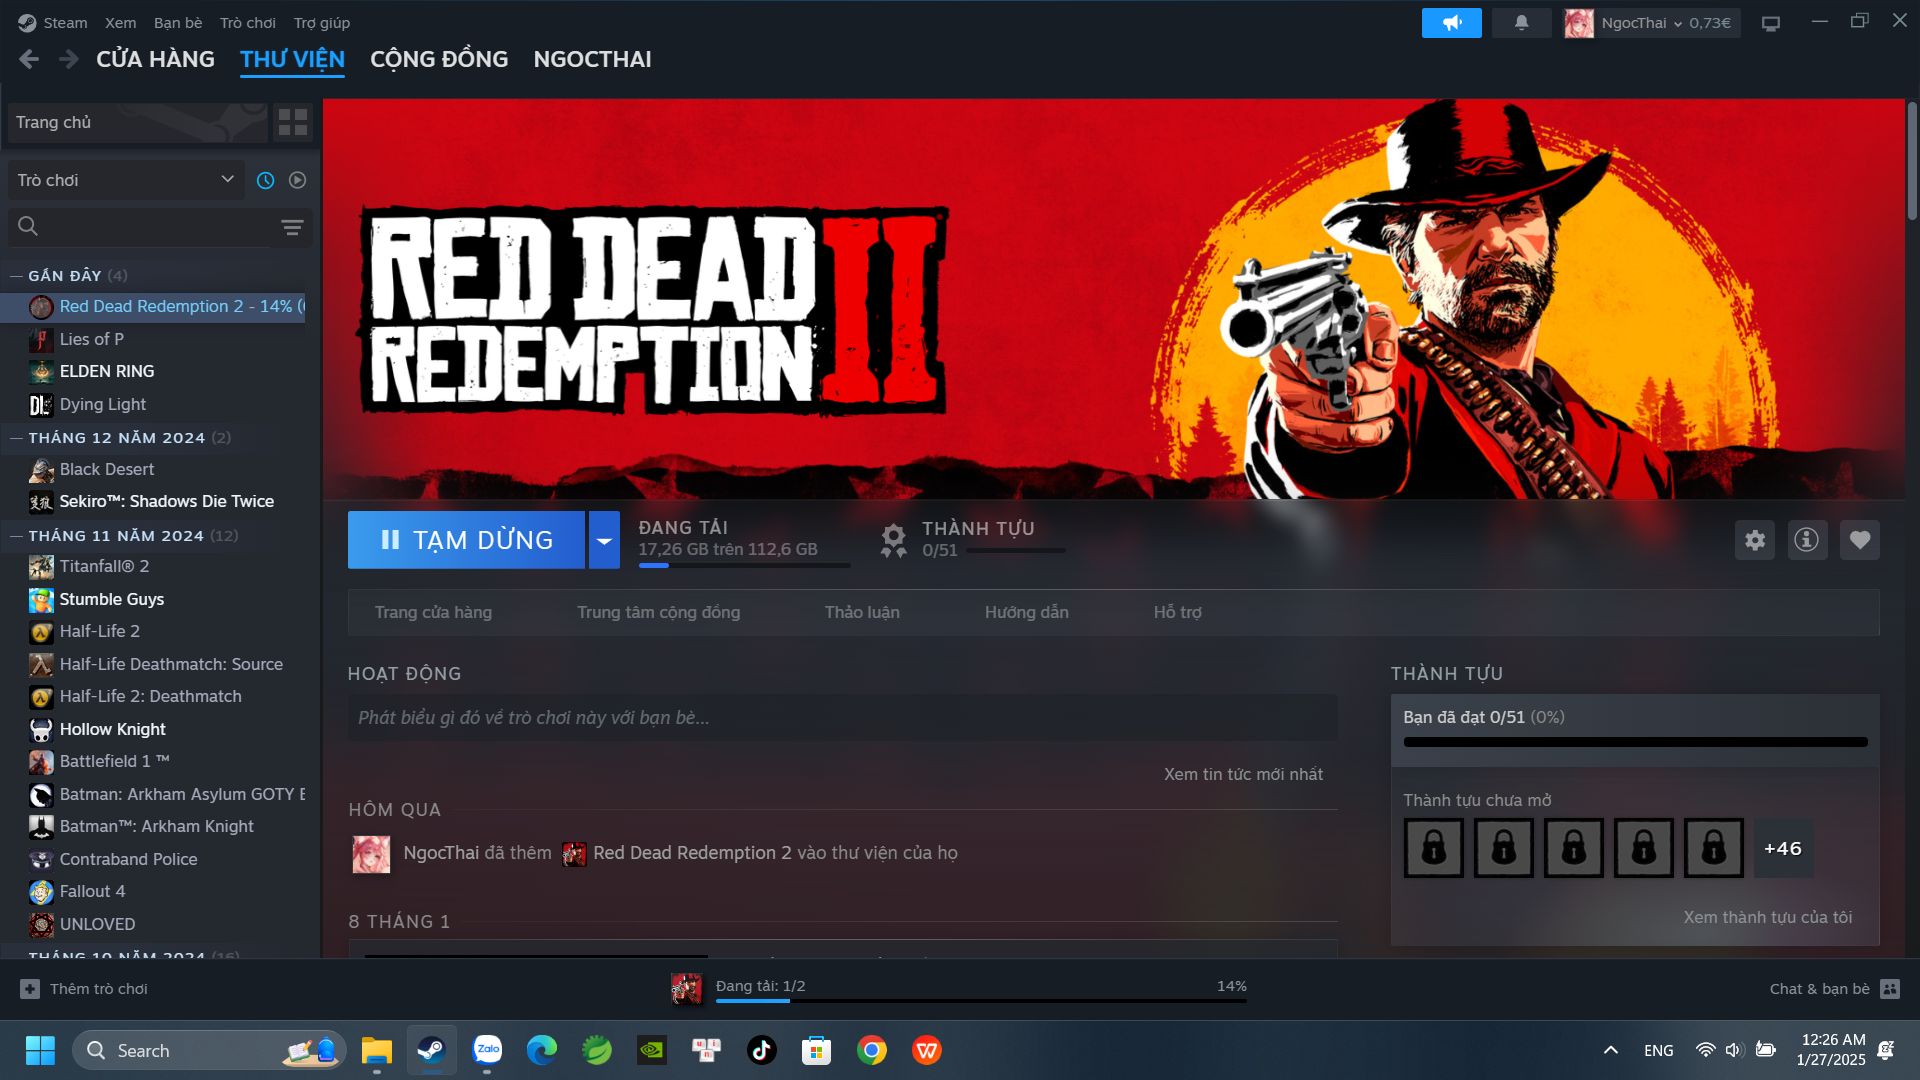 Steam Xem Bạn bè Trò chơi Trợ giúp
NgocThai 0,73€
CỬA HÀNG THƯ VIỆN CỘNG ĐỒNG NGOCTHAI
Trang chủ
Trò chơi
— GẦN ĐÂY (4)
Red Dead Redemption 2 - 14% (
Lies of P
ELDEN RING
DL Dying Light
— THÁNG 12 NĂM 2024 (2)
Black Desert
Sekiro™: Shadows Die Twice
— THÁNG 11 NĂM 2024 (12)
Titanfall® 2
Stumble Guys
Half-Life 2
Half-Life Deathmatch: Source
Half-Life 2: Deathmatch
Hollow Knight
Battlefield 1 ™
Batman: Arkham Asylum GOTY E
Batman™: Arkham Knight
Contraband Police
Fallout 4
UNLOVED
THÁNG 10 NĂM 2024 (16)
RED DEAD
REDEMPTION II
TẠM DỪNG
ĐANG TẢI
17,26 GB trên 112,6 GB
THÀNH TỰU
0/51
Trang cửa hàng Trung tâm cộng đồng Thảo luận Hướng dẫn Hỗ trợ
HOẠT ĐỘNG
Phát biểu gì đó về trò chơi này với bạn bè...
Xem tin tức mới nhất
HÔM QUA
NgocThai đã thêm Red Dead Redemption 2 vào thư viện của họ
8 THÁNG 1
THÀNH TỰU
Bạn đã đạt 0/51 (0%)
Thành tựu chưa mở
+46
Xem thành tựu của tôi
Thêm trò chơi
Đang tải: 1/2 14%
Chat & bạn bè
Search
Zalo
ENG
12:26 AM
1/27/2025